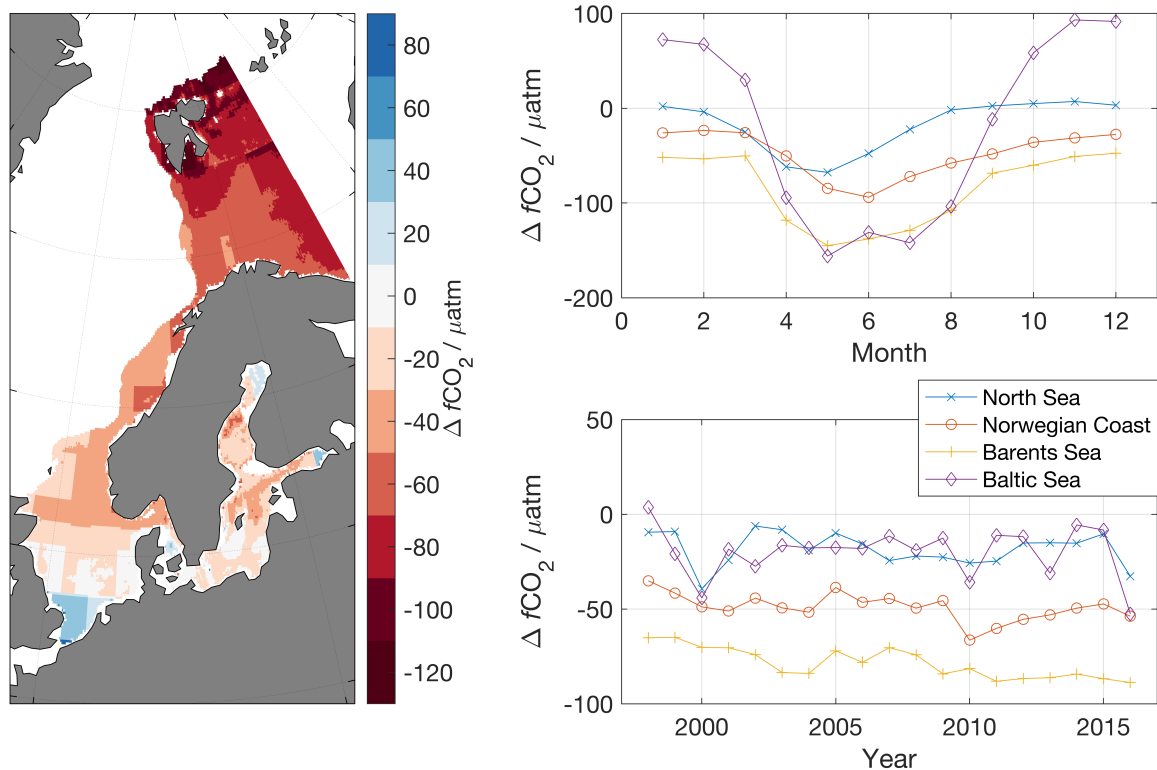 80
60
40
20
0
-20
-40
-60
-80
-100
-120
Δ fCO2 / μatm
100
0
-100
-200
Δ fCO2 / μatm
0 2 4 6 8 10 12
Month
North Sea
Norwegian Coast
Barents Sea
Baltic Sea
50
0
-50
-100
Δ fCO2 / μatm
2000 2005 2010 2015
Year